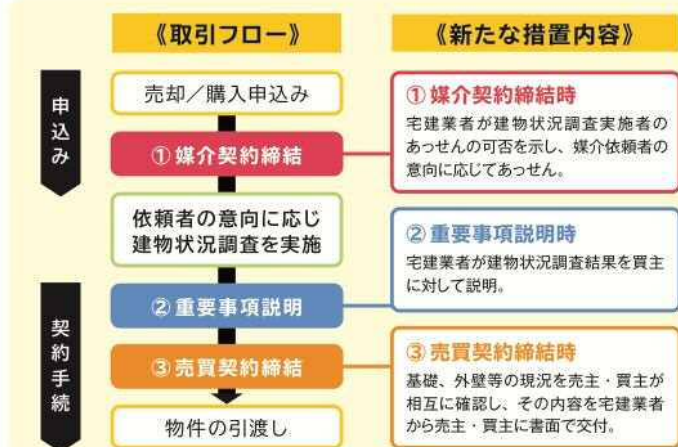 《取引フロー》
《新たな措置内容》
申込み
売却／購入申込み
①媒介契約締結
依頼者の意向に応じ
建物状況調査を実施
契約手続
②重要事項説明
③売買契約締結
物件の引渡し
①媒介契約締結時
宅建業者が建物状況調査実施者の
あっせんの可否を示し、媒介依頼者の
意向に応じてあっせん。
②重要事項説明時
宅建業者が建物状況調査結果を買主
に対して説明。
③売買契約締結時
基礎、外壁等の現況を売主・買主が
相互に確認し、その内容を宅建業者
から売主・買主に書面で交付。